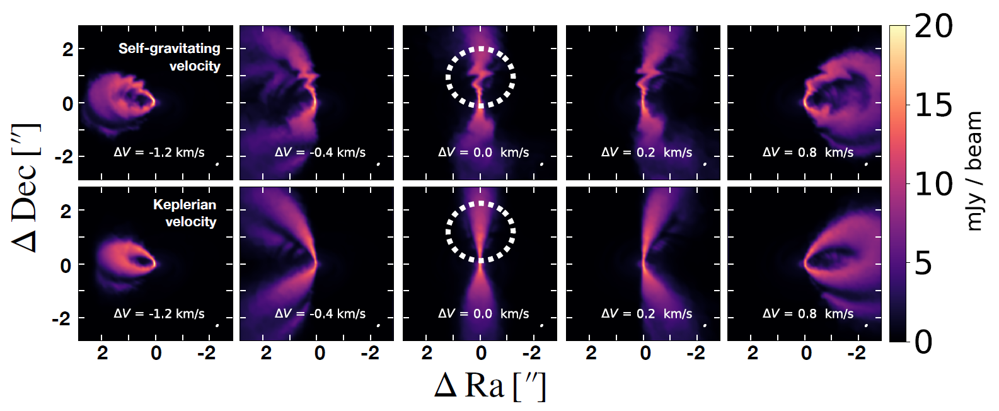 Self-gravitating
velocity
ΔV = -1.2 km/s
ΔV = -0.4 km/s
ΔV = 0.0 km/s
ΔV = 0.2 km/s
ΔV = 0.8 km/s
2
0
-2
Keplerian
velocity
ΔV = -1.2 km/s
ΔV = -0.4 km/s
ΔV = 0.0 km/s
ΔV = 0.2 km/s
ΔV = 0.8 km/s
2
0
-2
2 0 -2 2 0 -2 2 0 -2 2 0 -2 2 0 -2
Δ Dec [″]
Δ Ra [″]
20
15
10
5
0
mJy / beam